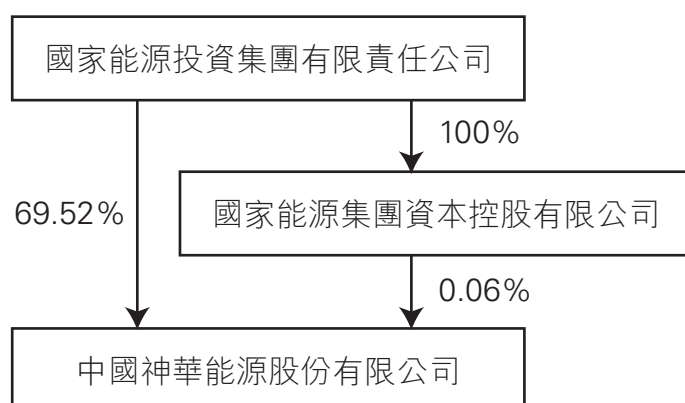 國家能源投資集團有限責任公司
100%
69.52%
國家能源集團資本控股有限公司
0.06%
中國神華能源股份有限公司